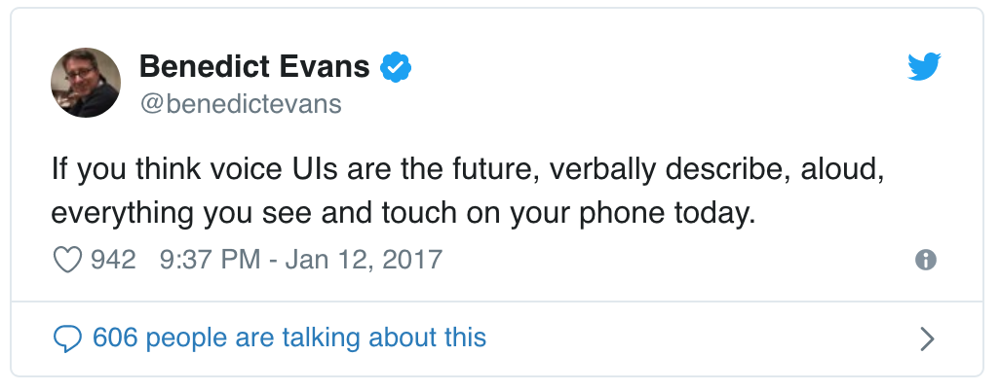 Benedict Evans
@benedictevans
If you think voice UIs are the future, verbally describe, aloud,
everything you see and touch on your phone today.
942 9:37 PM - Jan 12, 2017
606 people are talking about this